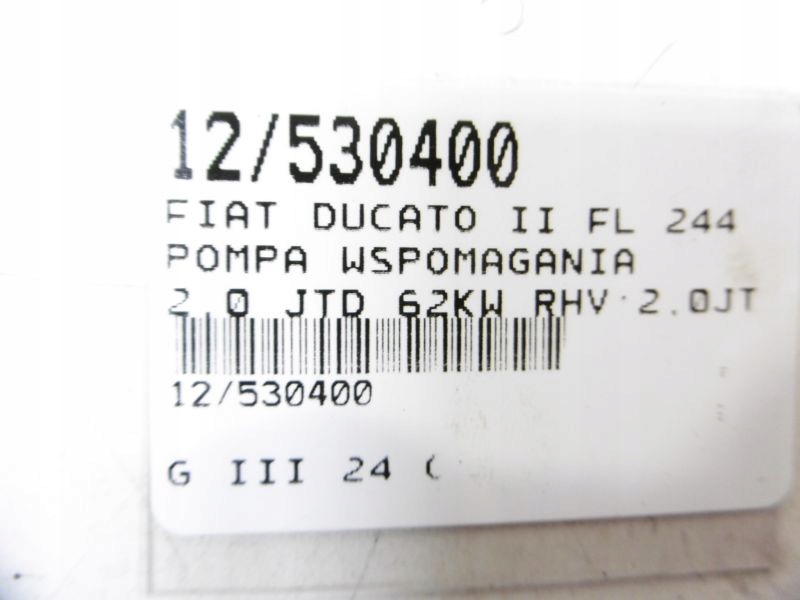 12/530400
FIAT DUCATO II FL 244
POMPA WSPOMAGANIA
2.0 JTD 62KW RHV 2.0JT
12/530400
G III 24 (